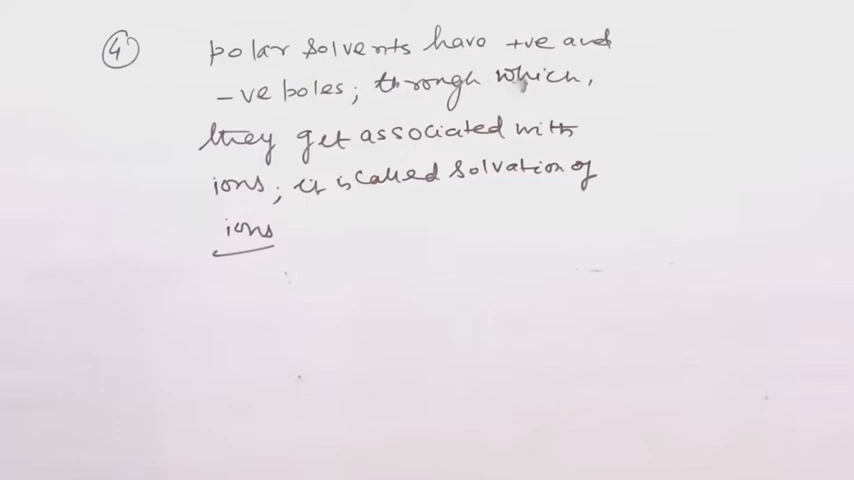 4 polar solvents have +ve and
-ve poles; through which,
they get associated with
ions; it is called solvation of
ions